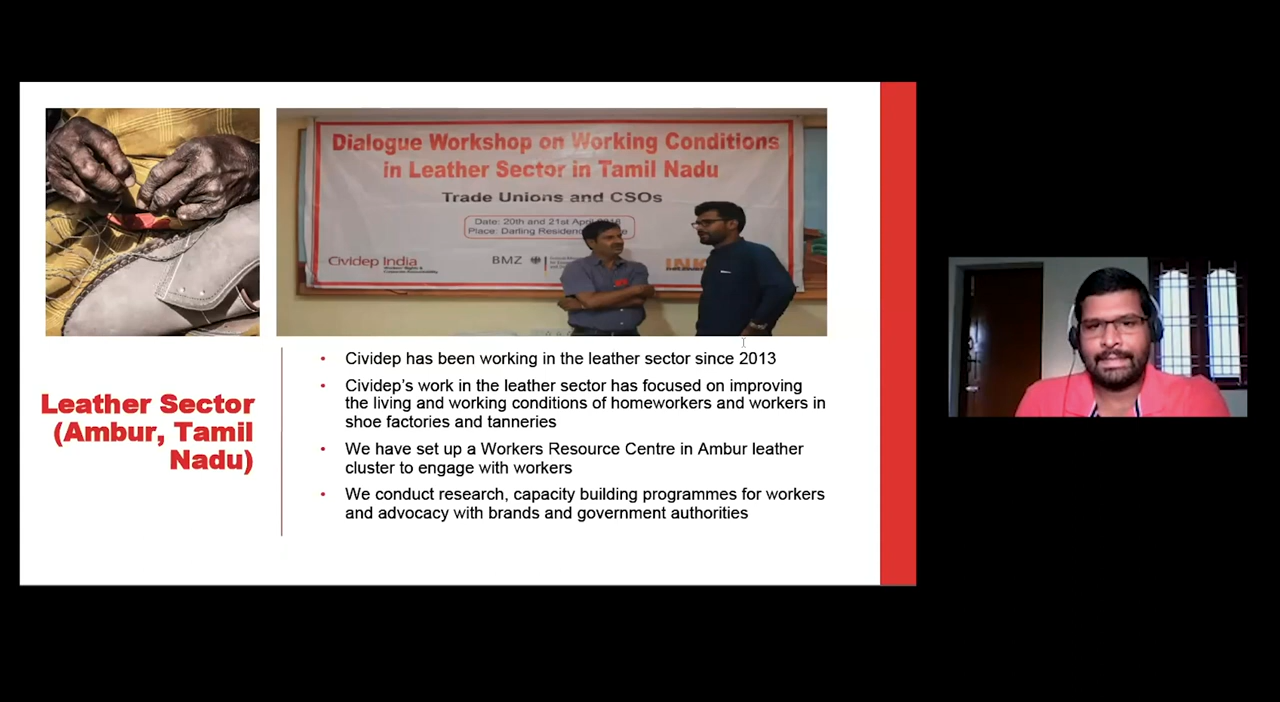 Dialogue Workshop on Working Conditions
in Leather Sector in Tamil Nadu
Trade Unions and CSOs
Date: 20th and 21st April
Place: Darling Residency
Cividep India
Workers' Rights &
Corporate Accountability
BMZ
Leather Sector
(Ambur, Tamil
Nadu)
• Cividep has been working in the leather sector since 2013
• Cividep's work in the leather sector has focused on improving
the living and working conditions of homeworkers and workers in
shoe factories and tanneries
• We have set up a Workers Resource Centre in Ambur leather
cluster to engage with workers
• We conduct research, capacity building programmes for workers
and advocacy with brands and government authorities